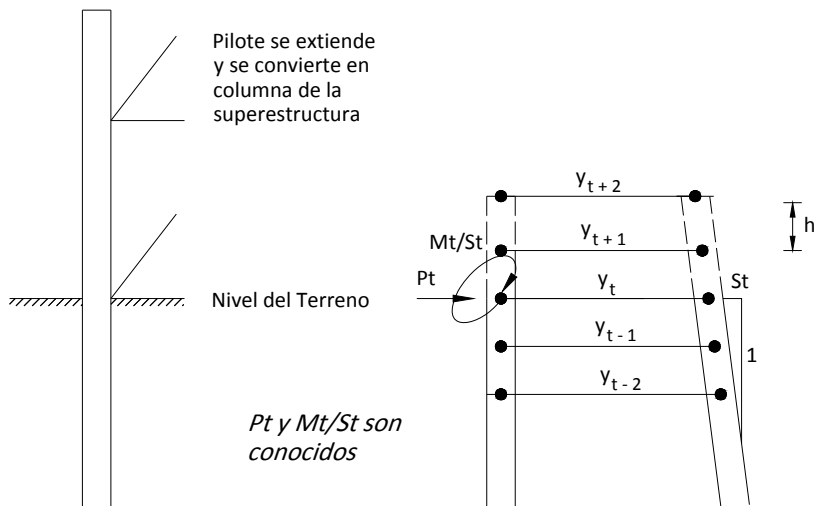 Pilote se extiende
y se convierte en
columna de la
superestructura
Nivel del Terreno
y t + 2
h
Mt/St
y t + 1
Pt
y t
St
y t - 1
1
y t - 2
Pt y Mt/St son
conocidos